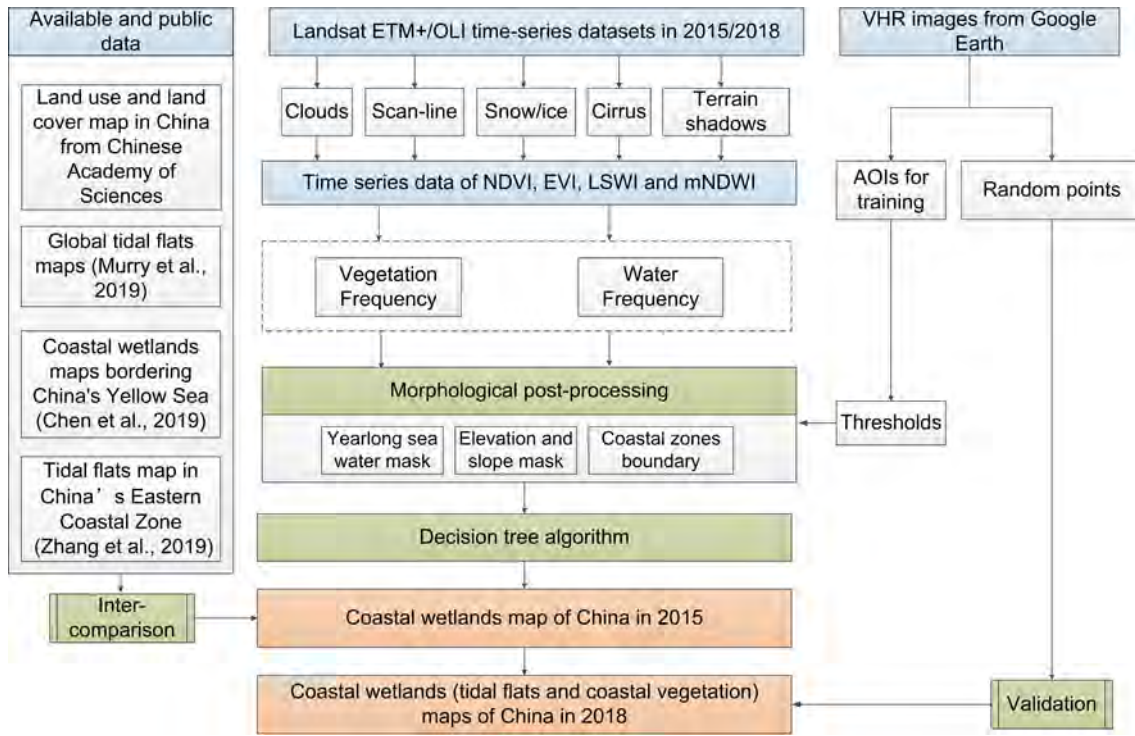 Available and public
data
Land use and land
cover map in China
from Chinese
Academy of
Sciences
Global tidal flats
maps (Murry et al.,
2019)
Coastal wetlands
maps bordering
China's Yellow Sea
(Chen et al., 2019)
Tidal flats map in
China’s Eastern
Coastal Zone
(Zhang et al., 2019)
Inter-
comparison
Landsat ETM+/OLI time-series datasets in 2015/2018
Clouds
Scan-line
Snow/ice
Cirrus
Terrain
shadows
Time series data of NDVI, EVI, LSWI and mNDWI
Vegetation
Frequency
Water
Frequency
Morphological post-processing
Yearlong sea
water mask
Elevation and
slope mask
Coastal zones
boundary
Decision tree algorithm
Coastal wetlands map of China in 2015
Coastal wetlands (tidal flats and coastal vegetation)
maps of China in 2018
VHR images from Google
Earth
AOIs for
training
Random points
Thresholds
Validation